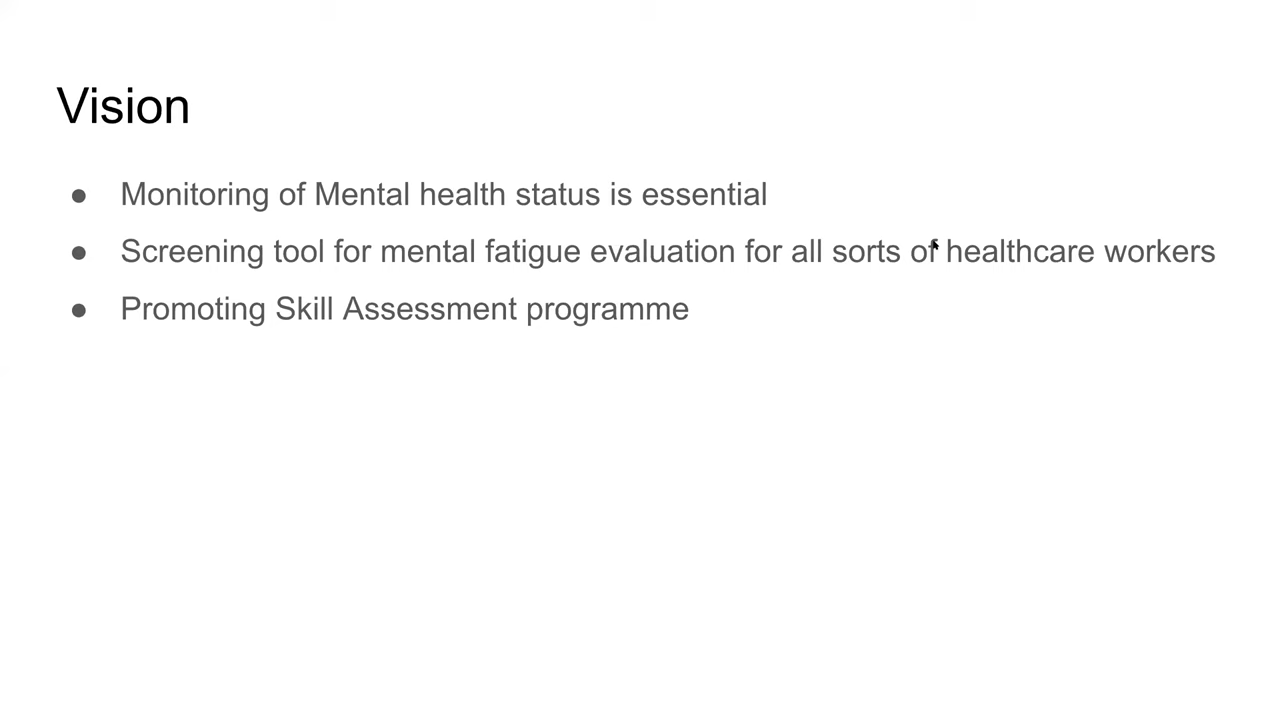 Vision
● Monitoring of Mental health status is essential
● Screening tool for mental fatigue evaluation for all sorts of healthcare workers
● Promoting Skill Assessment programme